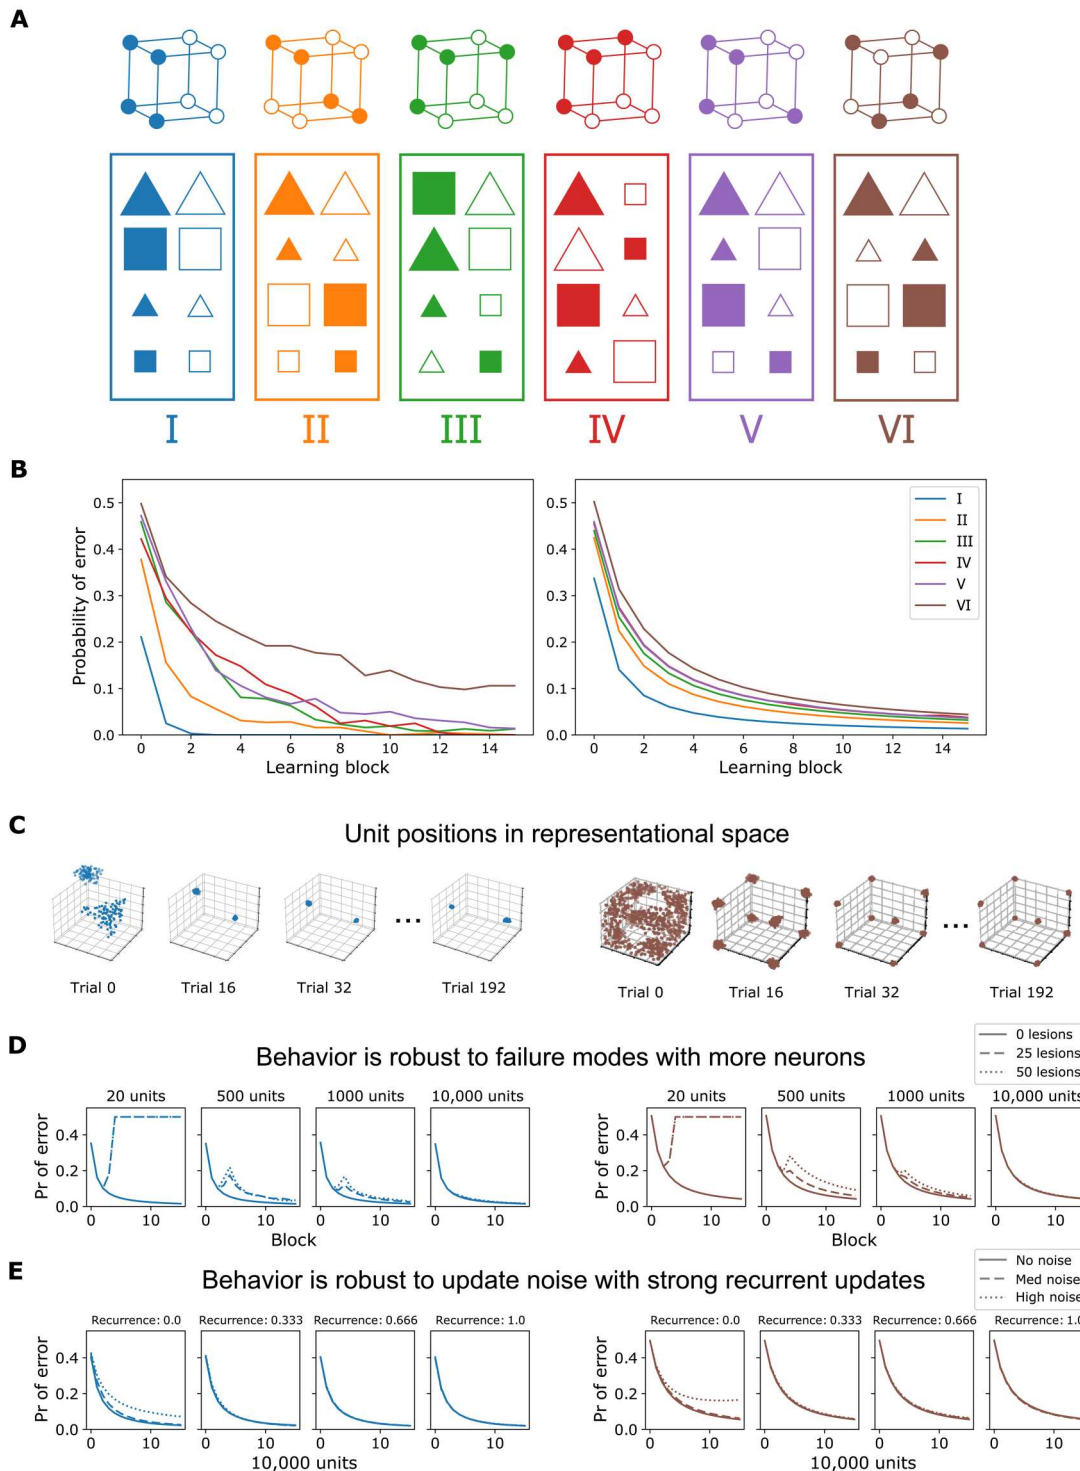 A
I II III IV V VI
B
Probability of error
0.5
0.4
0.3
0.2
0.1
0.0
0 2 4 6 8 10 12 14
Learning block
0.5
0.4
0.3
0.2
0.1
0.0
0 2 4 6 8 10 12 14
Learning block
I
II
III
IV
V
VI
C
Unit positions in representational space
... ...
Trial 0 Trial 16 Trial 32 Trial 192 Trial 0 Trial 16 Trial 32 Trial 192
D
Behavior is robust to failure modes with more neurons
0 lesions
25 lesions
50 lesions
20 units 500 units 1000 units 10,000 units 20 units 500 units 1000 units 10,000 units
Pr of error
0.4
0.2
0.0
0 10 0 10 0 10 0 10
Block
Pr of error
0.4
0.2
0.0
0 10 0 10 0 10 0 10
Block
E
Behavior is robust to update noise with strong recurrent updates
No noise
Med noise
High noise
Recurrence: 0.0 Recurrence: 0.333 Recurrence: 0.666 Recurrence: 1.0 Recurrence: 0.0 Recurrence: 0.333 Recurrence: 0.666 Recurrence: 1.0
Pr of error
0.4
0.2
0.0
0 10 0 10 0 10 0 10
10,000 units
Pr of error
0.4
0.2
0.0
0 10 0 10 0 10 0 10
10,000 units